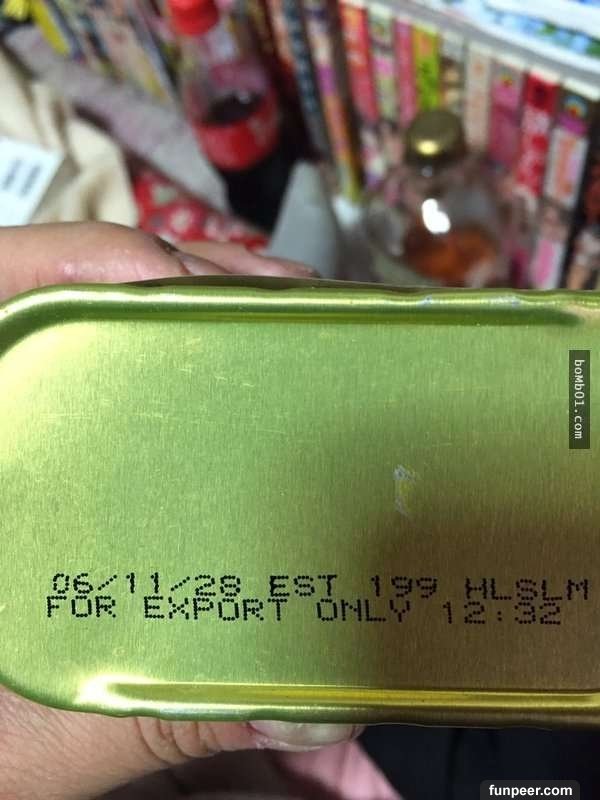 boMb01.com
06/11/28 EST 199 HLSLM
FOR EXPORT ONLY 12:32
funpeer.com